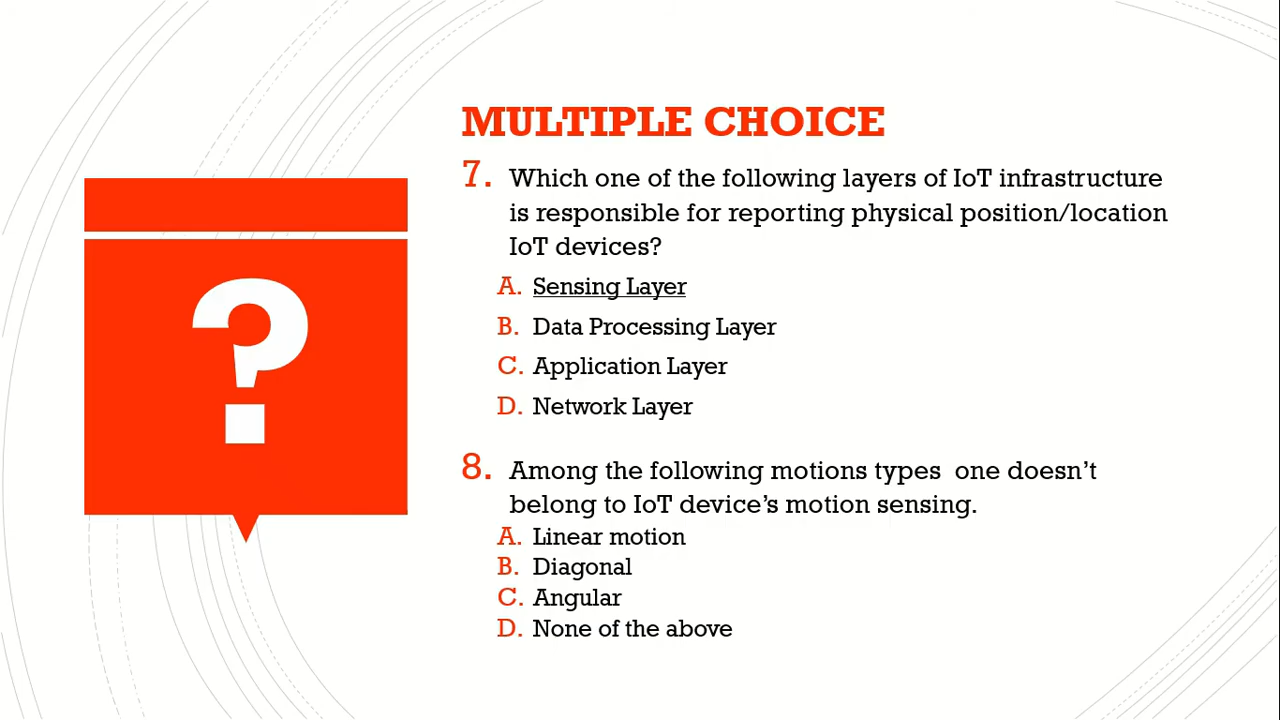 ?
MULTIPLE CHOICE
7. Which one of the following layers of IoT infrastructure
is responsible for reporting physical position/location
IoT devices?
A. Sensing Layer
B. Data Processing Layer
C. Application Layer
D. Network Layer
8. Among the following motions types  one doesn't
belong to IoT device's motion sensing.
A. Linear motion
B. Diagonal
C. Angular
D. None of the above